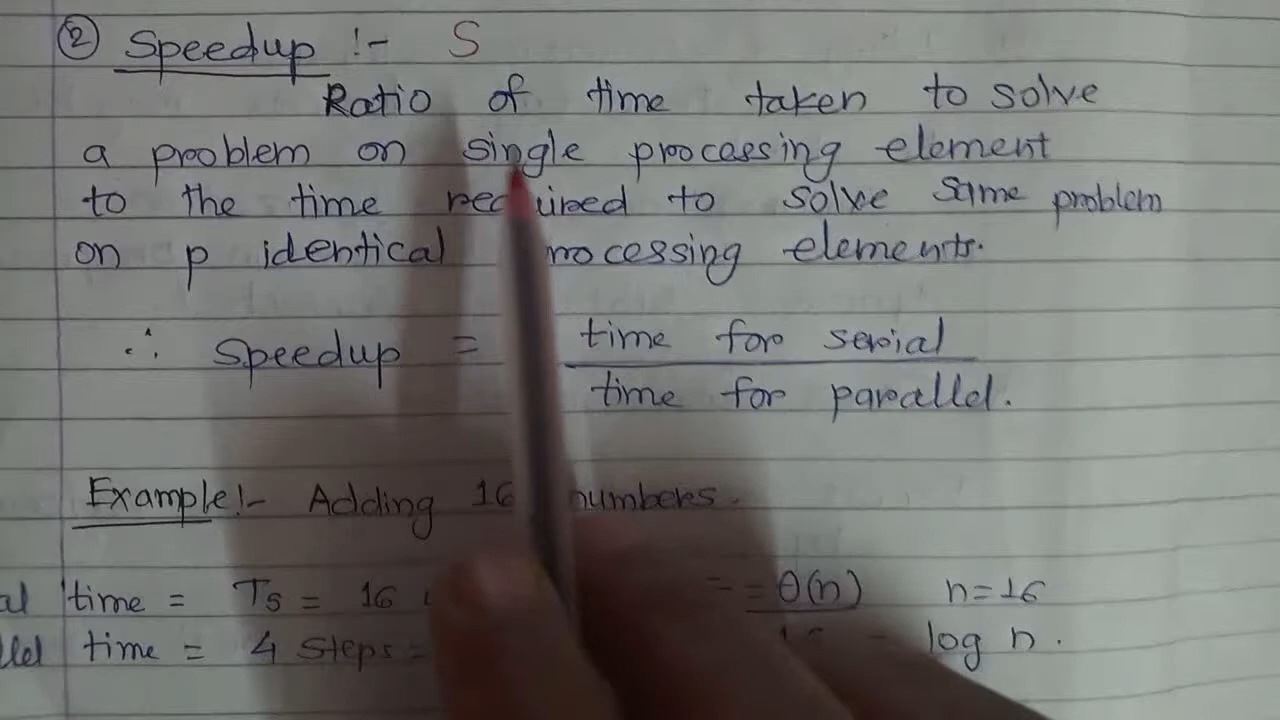 ② Speedup :- S
Ratio of time taken to solve
a problem on single processing element
to the time required to solve same problem
on p identical processing elements.
∴ Speedup = time for serial
time for parallel.
Example:- Adding 16 numbers.
time = Ts = 16 = θ(n) n=16
time = 4 steps = log n.